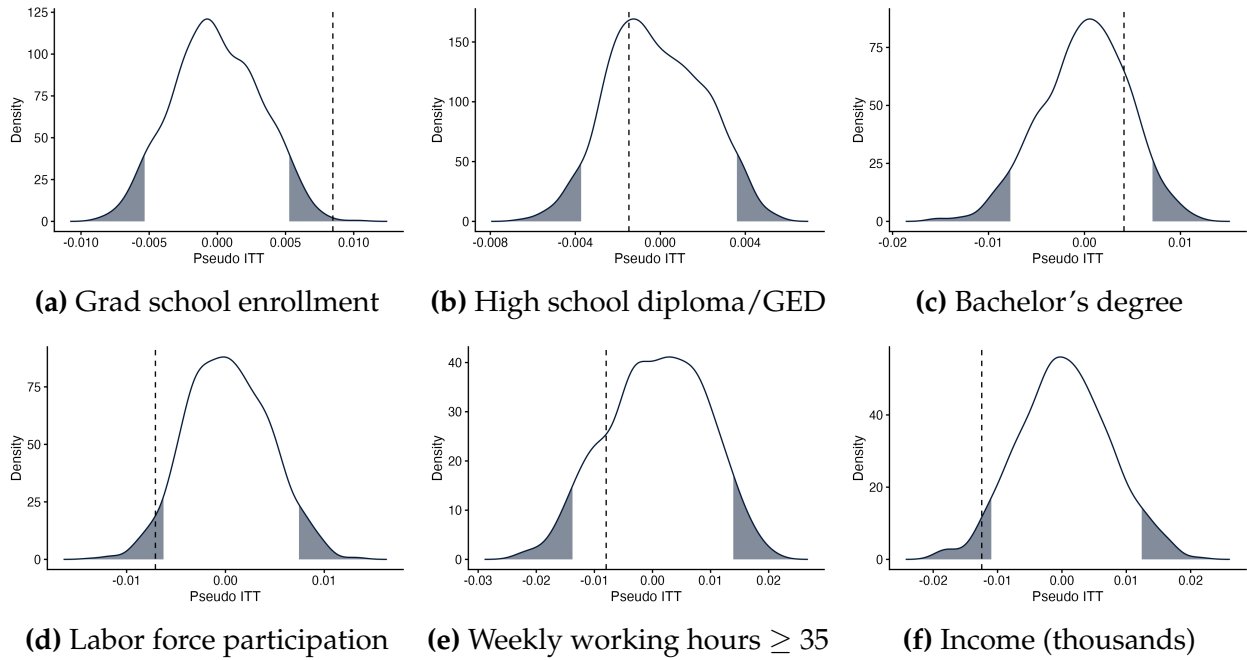 125
100
75
50
25
0
Density
-0.010 -0.005 0.000 0.005 0.010
Pseudo ITT
(a) Grad school enrollment
150
100
50
0
Density
-0.008 -0.004 0.000 0.004
Pseudo ITT
(b) High school diploma/GED
75
50
25
0
Density
-0.02 -0.01 0.00 0.01
Pseudo ITT
(c) Bachelor's degree
75
50
25
0
Density
-0.01 0.00 0.01
Pseudo ITT
(d) Labor force participation
40
30
20
10
0
Density
-0.03 -0.02 -0.01 0.00 0.01 0.02
Pseudo ITT
(e) Weekly working hours ≥ 35
40
20
0
Density
-0.02 -0.01 0.00 0.01 0.02
Pseudo ITT
(f) Income (thousands)